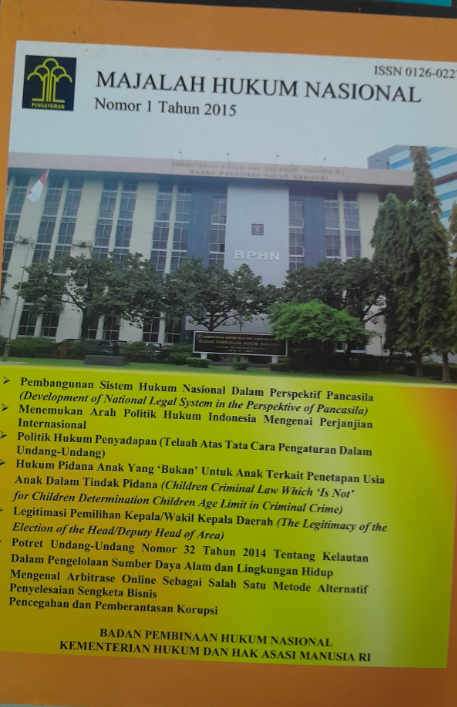 ISSN 0126-022
PENGAYOMAN
MAJALAH HUKUM NASIONAL
Nomor 1 Tahun 2015
BPHN
Pembangunan Sistem Hukum Nasional Dalam Perspektif Pancasila
(Development of National Legal System in the Perspektive of Pancasila)
Menemukan Arah Politik Hukum Indonesia Mengenai Perjanjian
Internasional
Politik Hukum Penyadapan (Telaah Atas Tata Cara Pengaturan Dalam
Undang-Undang)
Hukum Pidana Anak Yang 'Bukan' Untuk Anak Terkait Penetapan Usia
Anak Dalam Tindak Pidana (Children Criminal Law Which 'Is Not'
for Children Determination Children Age Limit in Criminal Crime)
Legitimasi Pemilihan Kepala/Wakil Kepala Daerah (The Legitimacy of the
Election of the Head/Deputy Head of Area)
Potret Undang-Undang Nomor 32 Tahun 2014 Tentang Kelautan
Dalam Pengelolaan Sumber Daya Alam dan Lingkungan Hidup
Mengenal Arbitrase Online Sebagai Salah Satu Metode Alternatif
Penyelesaian Sengketa Bisnis
Pencegahan dan Pemberantasan Korupsi
BADAN PEMBINAAN HUKUM NASIONAL
KEMENTERIAN HUKUM DAN HAK ASASI MANUSIA RI